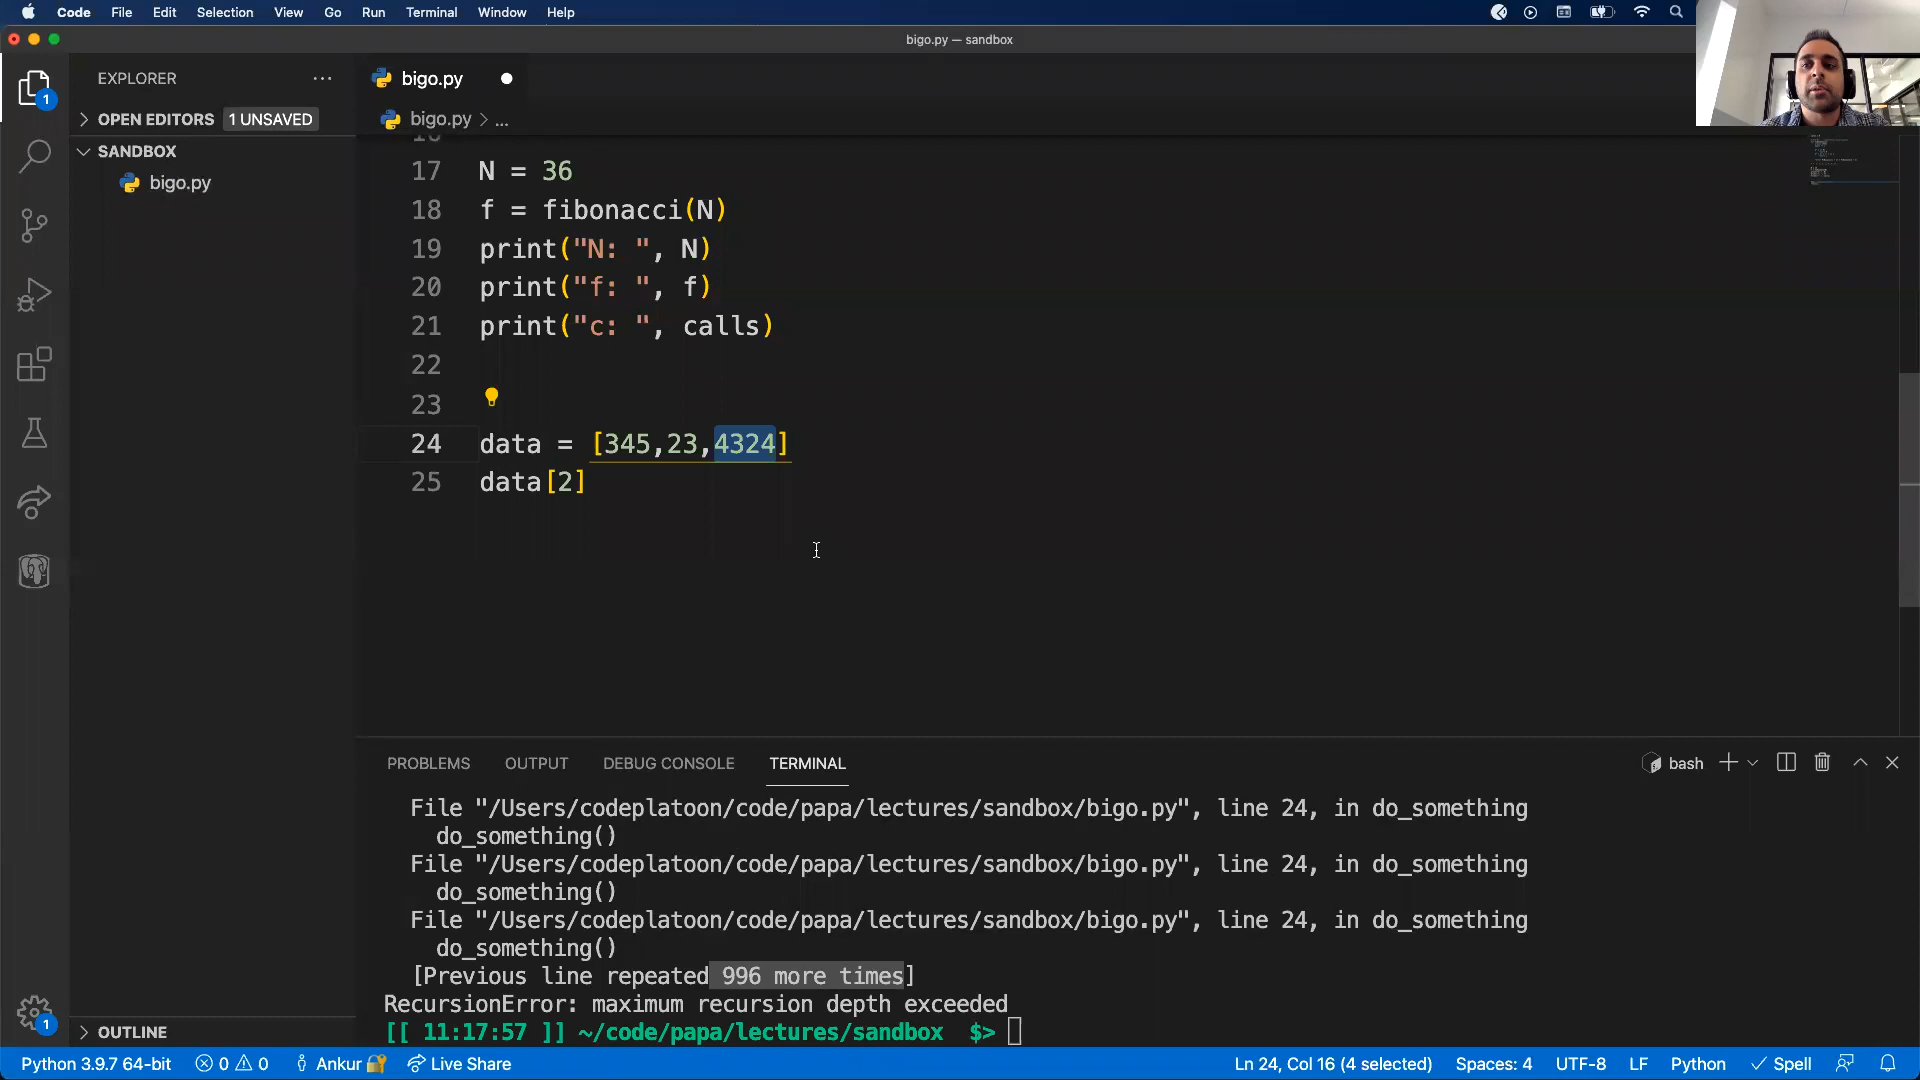 Code File Edit Selection View Go Run Terminal Window Help
bigo.py — sandbox
EXPLORER
bigo.py
OPEN EDITORS 1 UNSAVED
bigo.py > ...
SANDBOX
bigo.py
17 N = 36
18 f = fibonacci(N)
19 print("N: ", N)
20 print("f: ", f)
21 print("c: ", calls)
22
23
24 data = [345,23,4324]
25 data[2]
PROBLEMS OUTPUT DEBUG CONSOLE TERMINAL
bash
File "/Users/codeplatoon/code/papa/lectures/sandbox/bigo.py", line 24, in do_something
do_something()
File "/Users/codeplatoon/code/papa/lectures/sandbox/bigo.py", line 24, in do_something
do_something()
File "/Users/codeplatoon/code/papa/lectures/sandbox/bigo.py", line 24, in do_something
do_something()
[Previous line repeated 996 more times]
RecursionError: maximum recursion depth exceeded
[[ 11:17:57 ]] ~/code/papa/lectures/sandbox $>
1
1
OUTLINE
Python 3.9.7 64-bit 0 0 Ankur Live Share Ln 24, Col 16 (4 selected) Spaces: 4 UTF-8 LF Python Spell